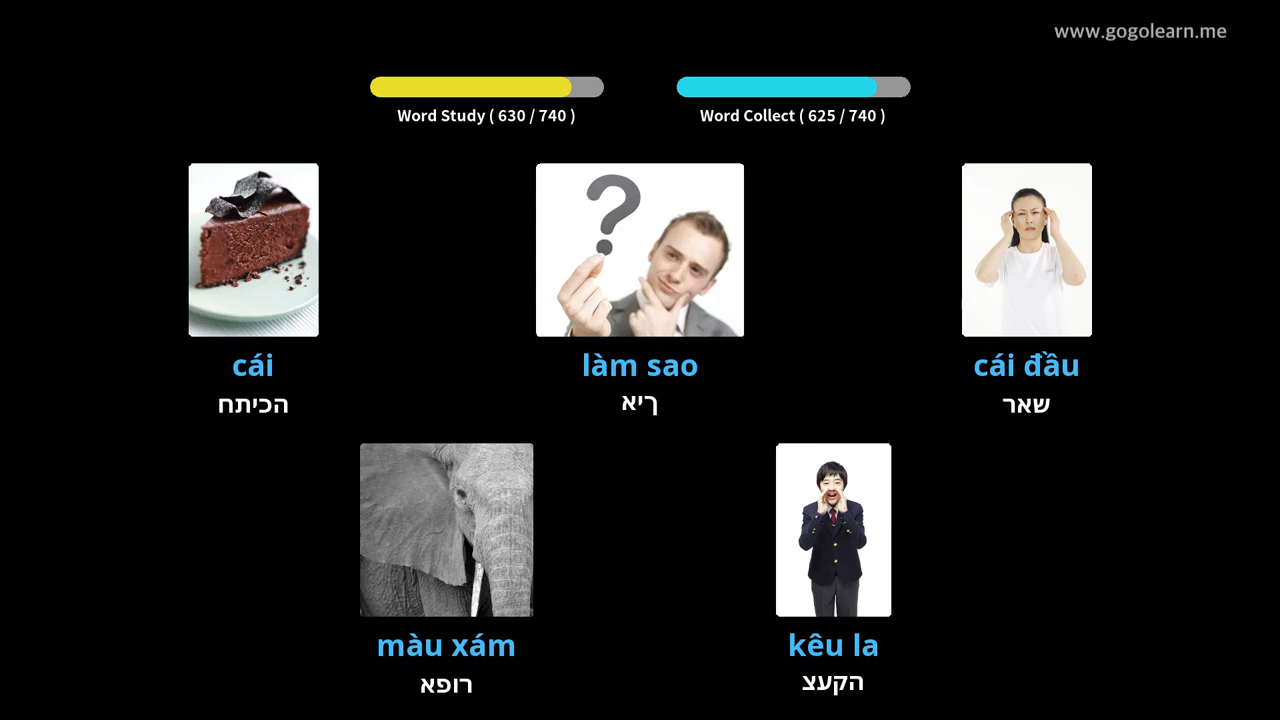 www.gogolearn.me
Word Study ( 630 / 740 )
Word Collect ( 625 / 740 )
cái
הכיתח
làm sao
ךיא
cái đầu
שאר
màu xám
רופא
kêu la
הקעצ